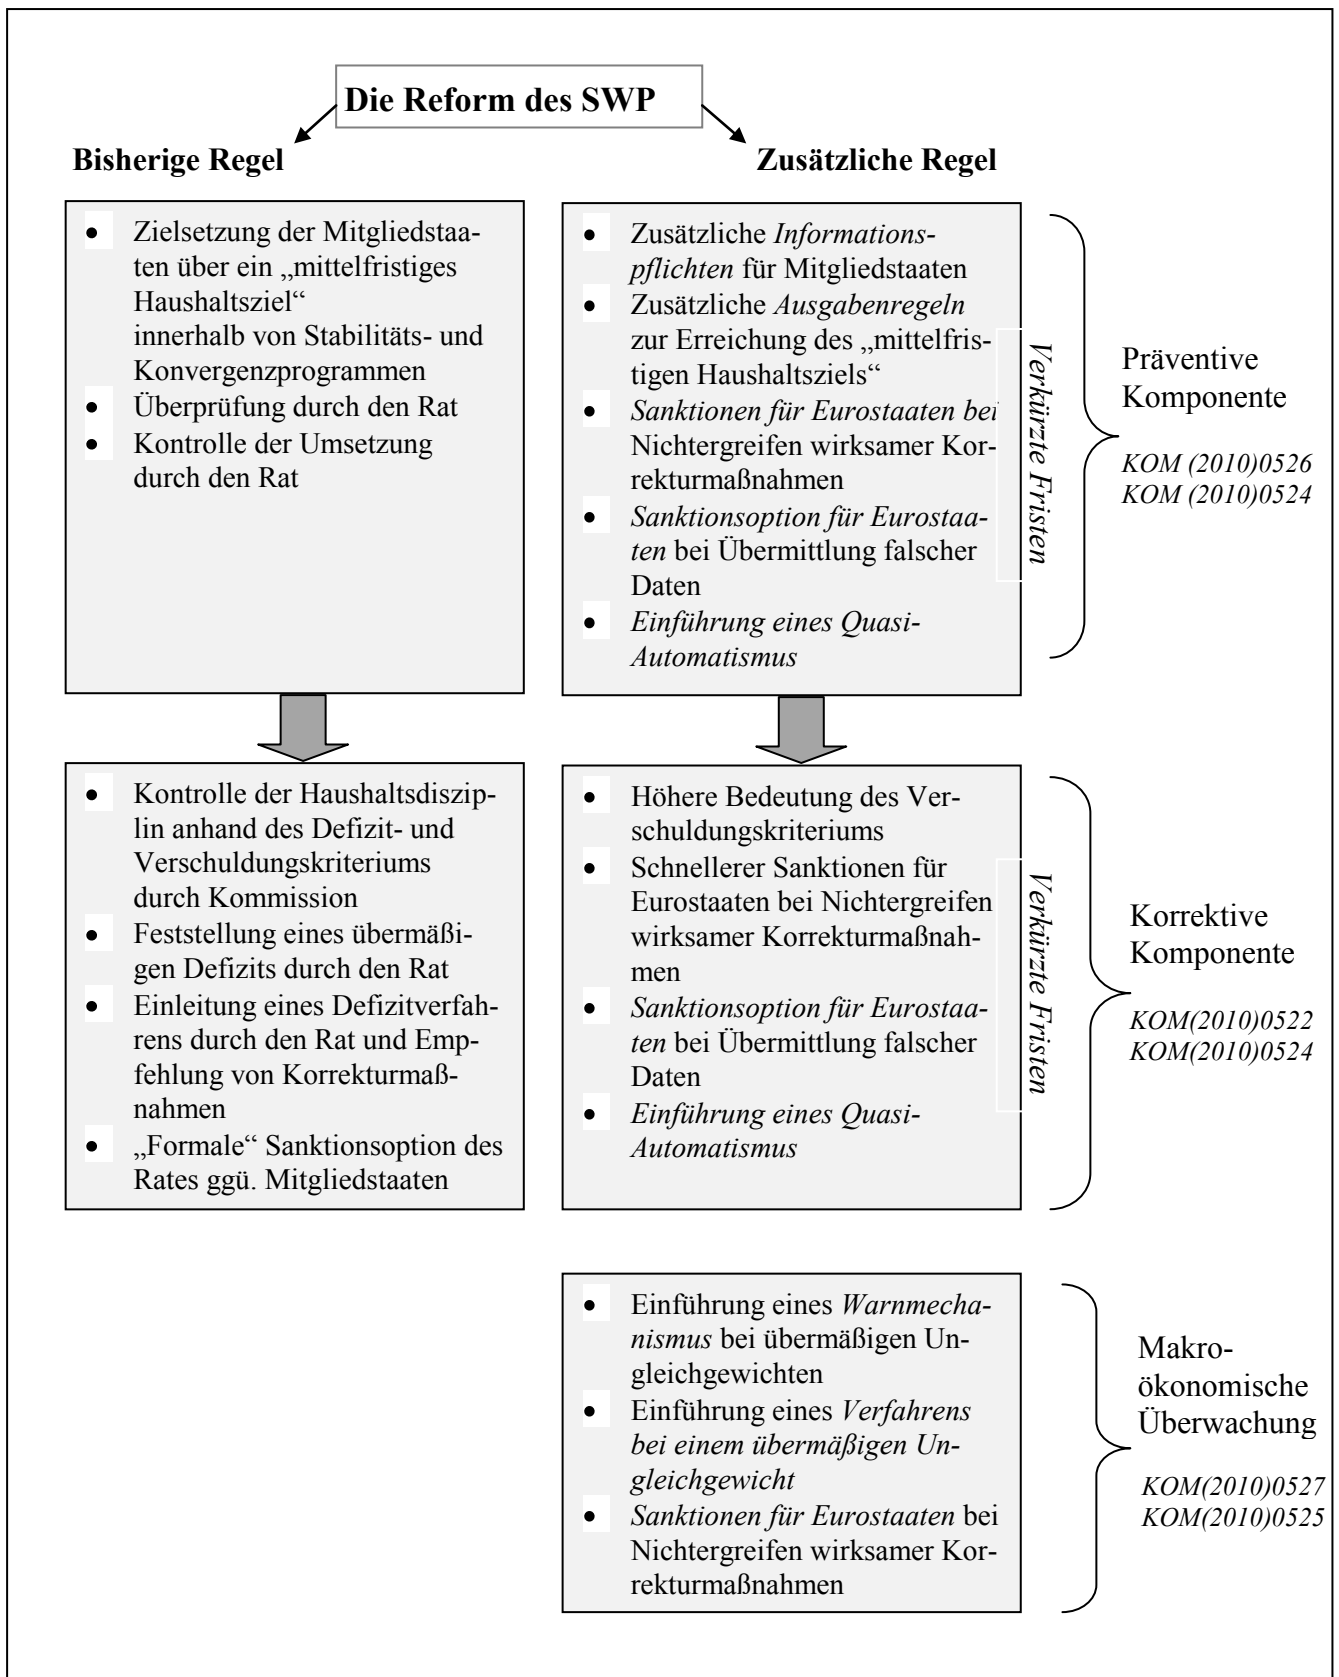 Die Reform des SWP
Bisherige Regel
Zusätzliche Regel
• Zielsetzung der Mitgliedstaa-
ten über ein „mittelfristiges
Haushaltsziel“
innerhalb von Stabilitäts- und
Konvergenzprogrammen
• Überprüfung durch den Rat
• Kontrolle der Umsetzung
durch den Rat
• Zusätzliche Informations-
pflichten für Mitgliedstaaten
• Zusätzliche Ausgabenregeln
zur Erreichung des „mittelfris-
tigen Haushaltsziels“
• Sanktionen für Eurostaaten bei
Nichtergreifen wirksamer Kor-
rekturmaßnahmen
• Sanktionsoption für Eurostaa-
ten bei Übermittlung falscher
Daten
• Einführung eines Quasi-
Automatismus
Verkürzte Fristen
Präventive
Komponente
KOM (2010)0526
KOM (2010)0524
• Kontrolle der Haushaltsdiszip-
lin anhand des Defizit- und
Verschuldungskriteriums
durch Kommission
• Feststellung eines übermäßi-
gen Defizits durch den Rat
• Einleitung eines Defizitverfah-
rens durch den Rat und Emp-
fehlung von Korrekturmaß-
nahmen
• „Formale“ Sanktionsoption des
Rates ggü. Mitgliedstaaten
• Höhere Bedeutung des Ver-
schuldungskriteriums
• Schnellerer Sanktionen für
Eurostaaten bei Nichtergreifen
wirksamer Korrekturmaßnah-
men
• Sanktionsoption für Eurostaa-
ten bei Übermittlung falscher
Daten
• Einführung eines Quasi-
Automatismus
Verkürzte Fristen
Korrektive
Komponente
KOM(2010)0522
KOM(2010)0524
• Einführung eines Warnmecha-
nismus bei übermäßigen Un-
gleichgewichten
• Einführung eines Verfahrens
bei einem übermäßigen Un-
gleichgewicht
• Sanktionen für Eurostaaten bei
Nichtergreifen wirksamer Kor-
rekturmaßnahmen
Makro-
ökonomische
Überwachung
KOM(2010)0527
KOM(2010)0525